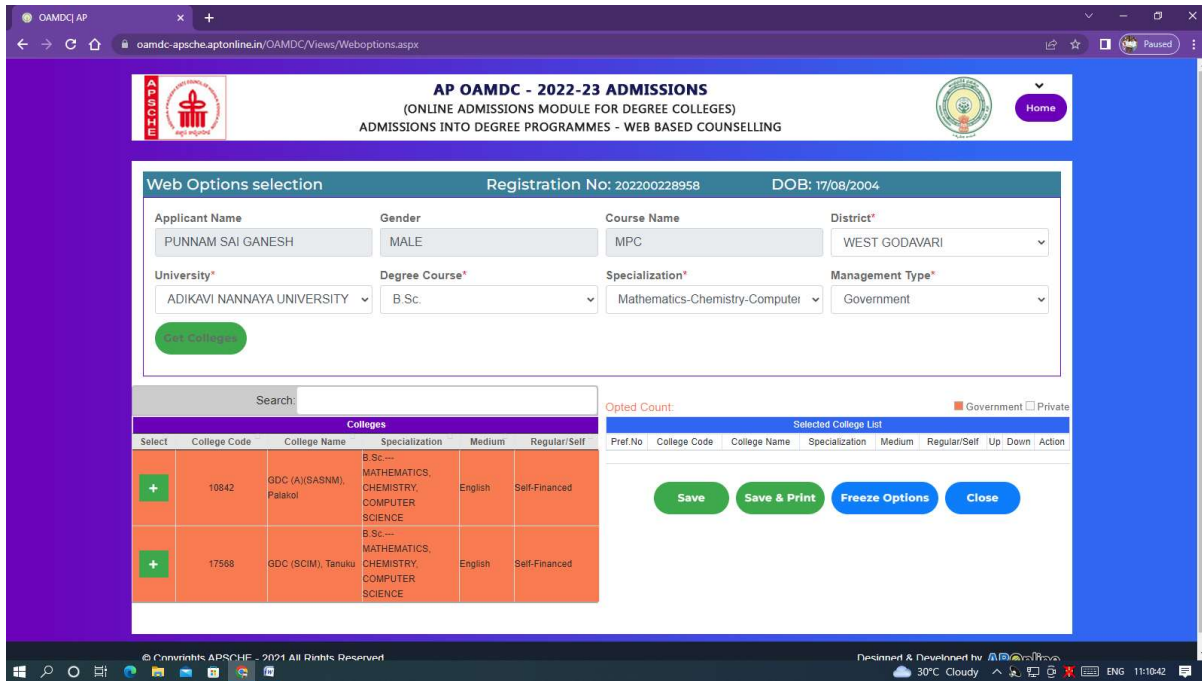 OAMDC| AP
oamdc-apsche.aptonline.in/OAMDC/Views/Weboptions.aspx
Paused
APSCHE
AP OAMDC - 2022-23 ADMISSIONS
(ONLINE ADMISSIONS MODULE FOR DEGREE COLLEGES)
ADMISSIONS INTO DEGREE PROGRAMMES - WEB BASED COUNSELLING
Home
Web Options selection Registration No: 202200228958 DOB: 17/08/2004
Applicant Name Gender Course Name District*
PUNNAM SAI GANESH MALE MPC WEST GODAVARI
University* Degree Course* Specialization* Management Type*
ADIKAVI NANNAYA UNIVERSITY B.Sc. Mathematics-Chemistry-Computer Government
Get Colleges
Search:
Opted Count: Government Private
Colleges
Select College Code College Name Specialization Medium Regular/Self
10842 GDC (A)(SASNM), Palakol B.Sc.--- MATHEMATICS, CHEMISTRY, COMPUTER SCIENCE English Self-Financed
17568 GDC (SCIM), Tanuku B.Sc.--- MATHEMATICS, CHEMISTRY, COMPUTER SCIENCE English Self-Financed
Selected College List
Pref.No College Code College Name Specialization Medium Regular/Self Up Down Action
Save Save & Print Freeze Options Close
© Copyrights APSCHE - 2021 All Rights Reserved Designed & Developed by APOnline
30°C Cloudy ENG 11:10:42